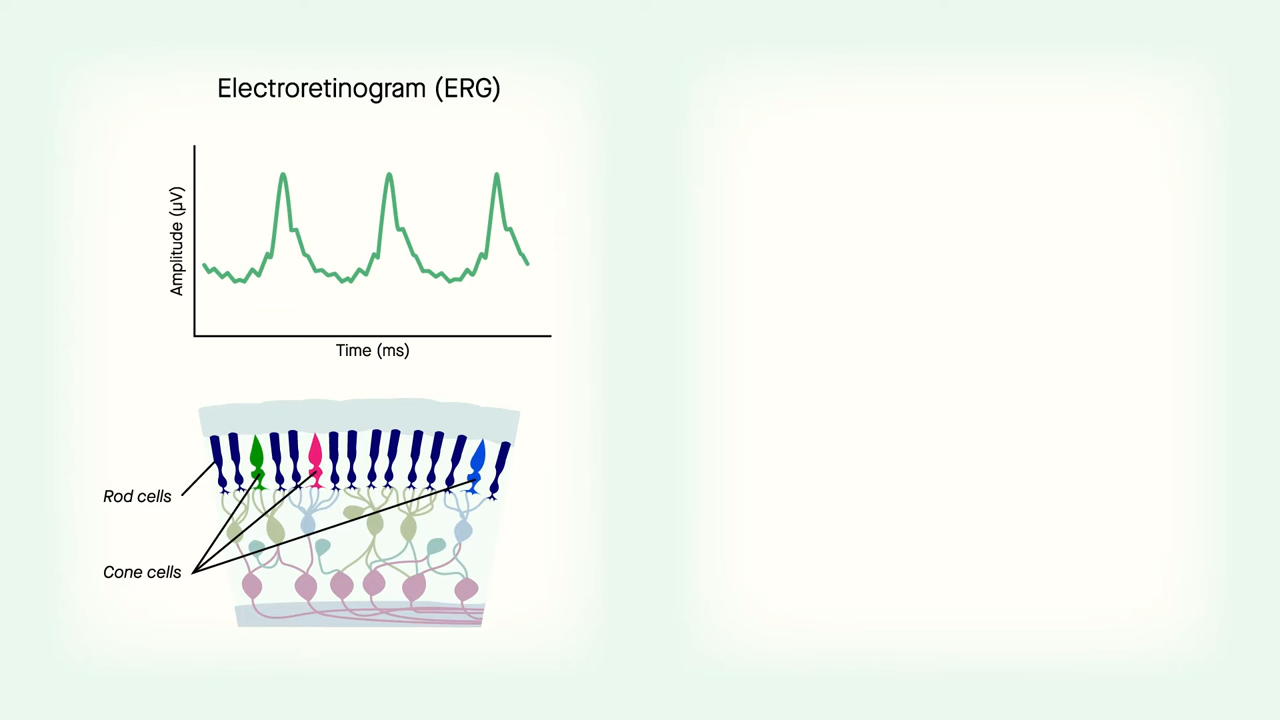 Electroretinogram (ERG)
Amplitude (µV)
Time (ms)
Rod cells
Cone cells